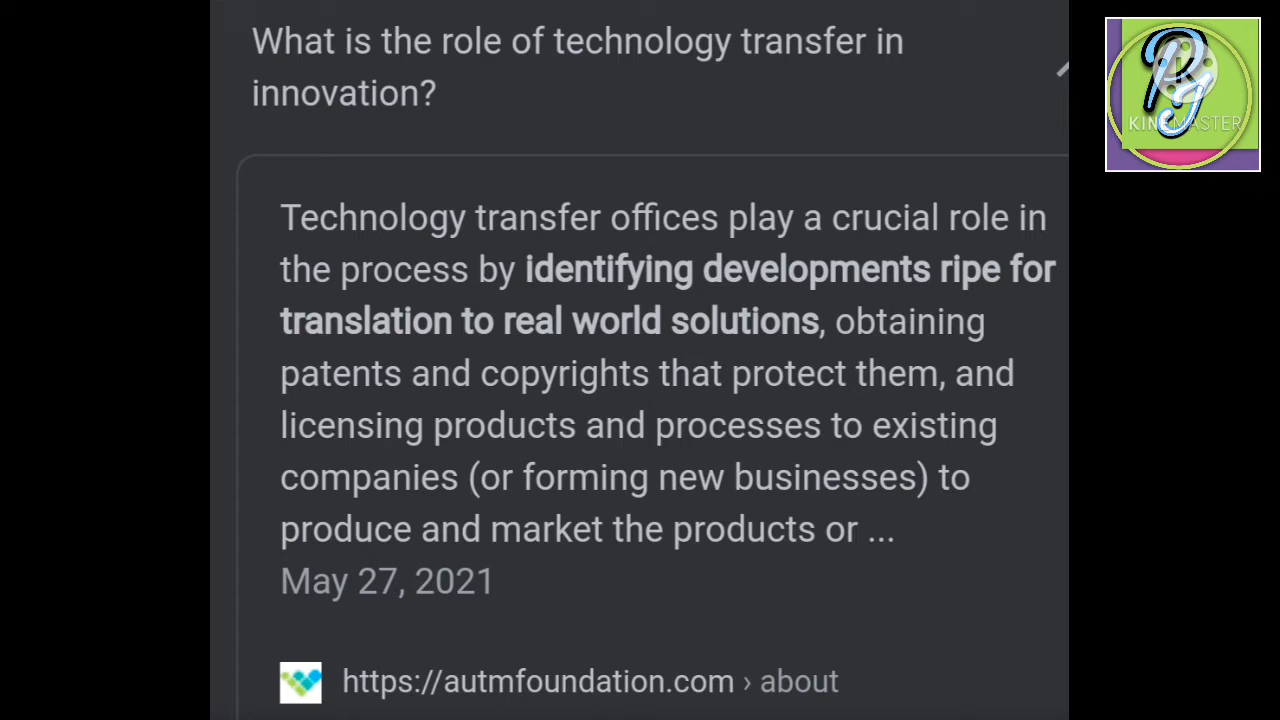 What is the role of technology transfer in
innovation?
Technology transfer offices play a crucial role in
the process by identifying developments ripe for
translation to real world solutions, obtaining
patents and copyrights that protect them, and
licensing products and processes to existing
companies (or forming new businesses) to
produce and market the products or ...
May 27, 2021
https://autmfoundation.com › about
KINEMASTER